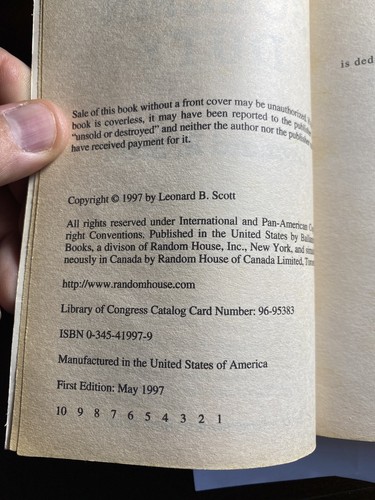 Sale of this book without a front cover may be unauthorized. If
book is coverless, it may have been reported to the publisher
"unsold or destroyed" and neither the author nor the publisher
have received payment for it.
Copyright © 1997 by Leonard B. Scott
All rights reserved under International and Pan-American
right Conventions. Published in the United States by
Books, a divison of Random House, Inc., New York, and
neously in Canada by Random House of Canada Limited,
http://www.randomhouse.com
Library of Congress Catalog Card Number: 96-95383
ISBN 0-345-41997-9
Manufactured in the United States of America
First Edition: May 1997
10 9 8 7 6 5 4 3 2 1
is ded